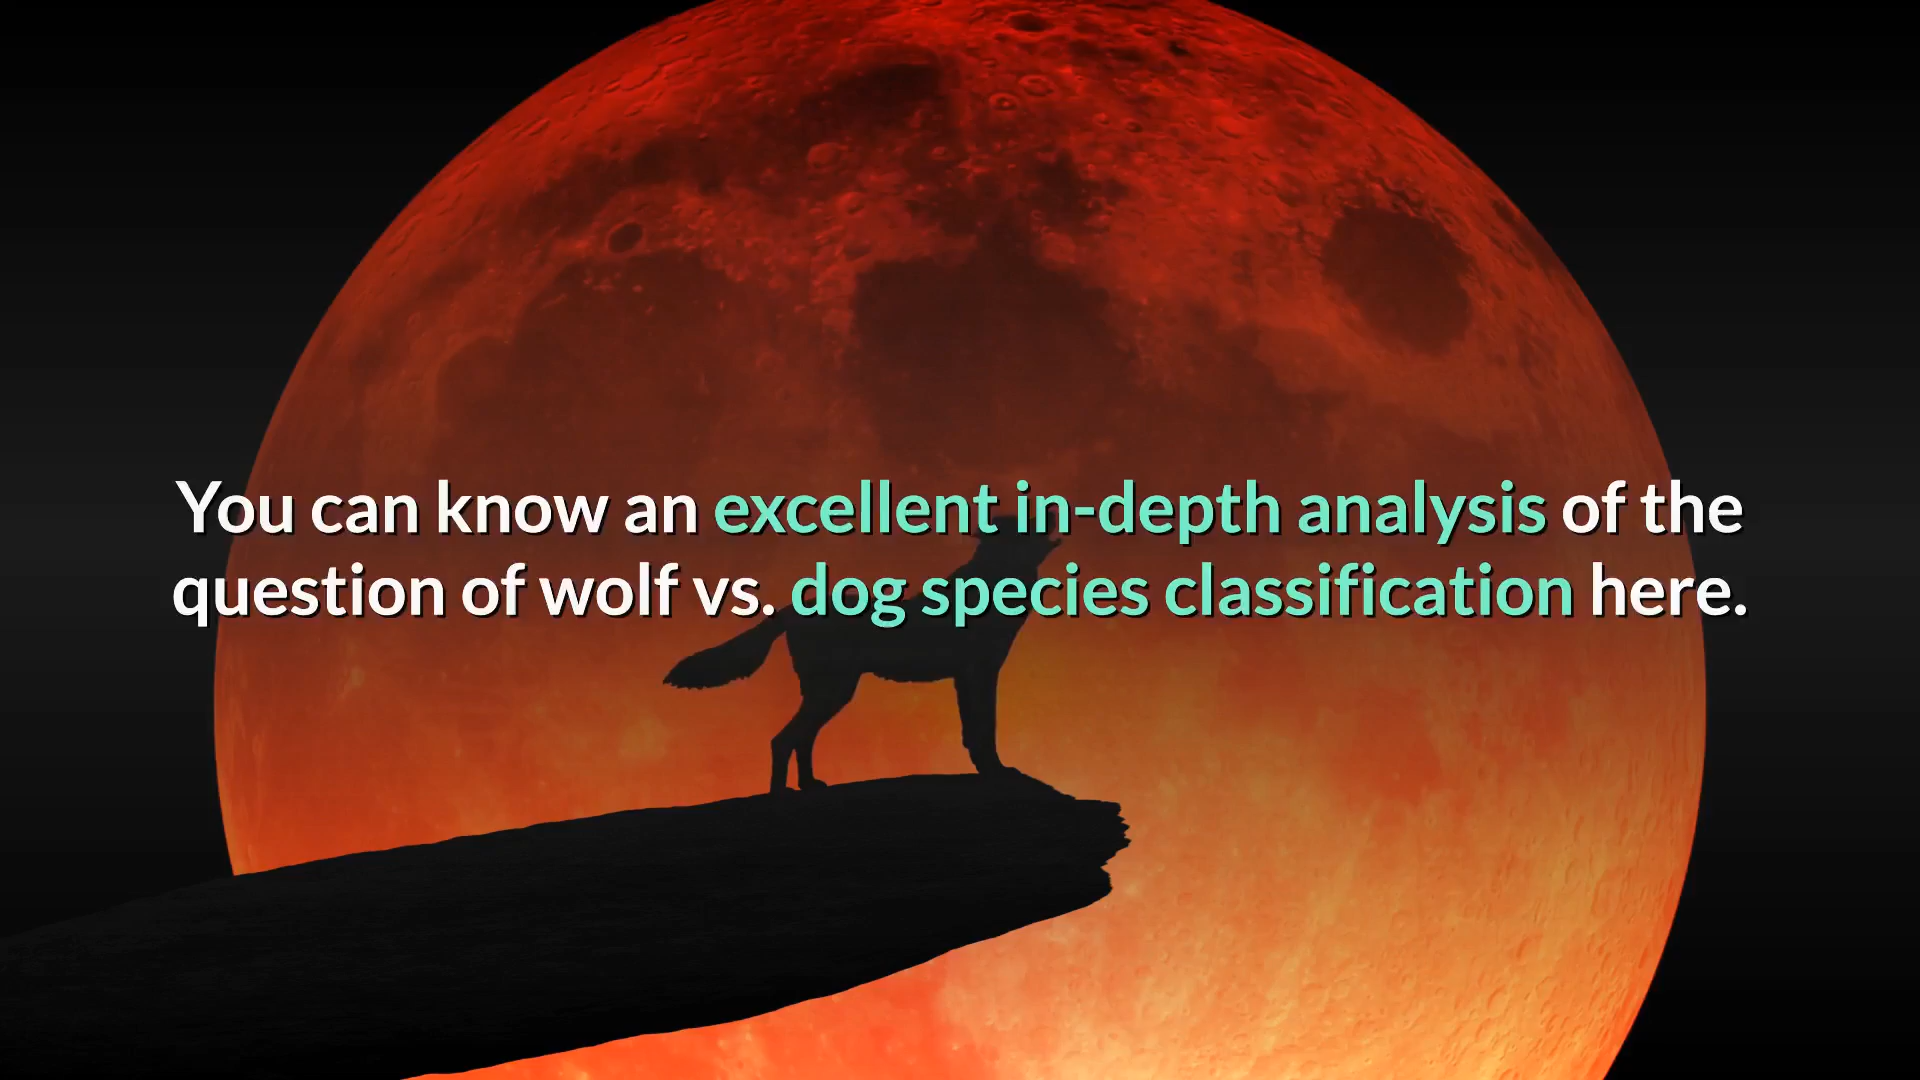 You can know an excellent in-depth analysis of the
question of wolf vs. dog species classification here.